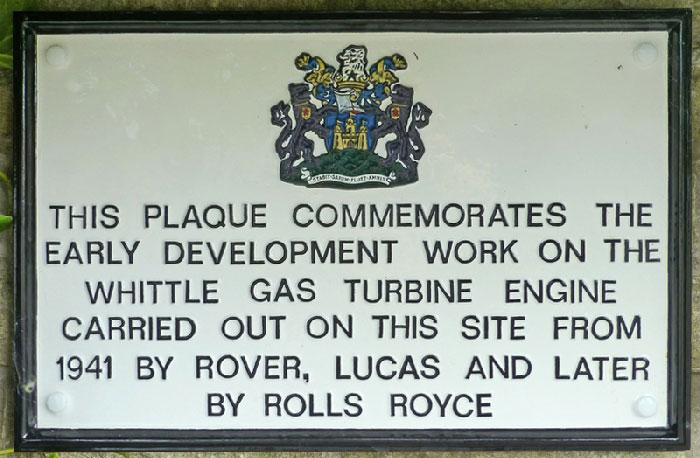 THIS PLAQUE COMMEMORATES THE
EARLY DEVELOPMENT WORK ON THE
WHITTLE GAS TURBINE ENGINE
CARRIED OUT ON THIS SITE FROM
1941 BY ROVER, LUCAS AND LATER
BY ROLLS ROYCE